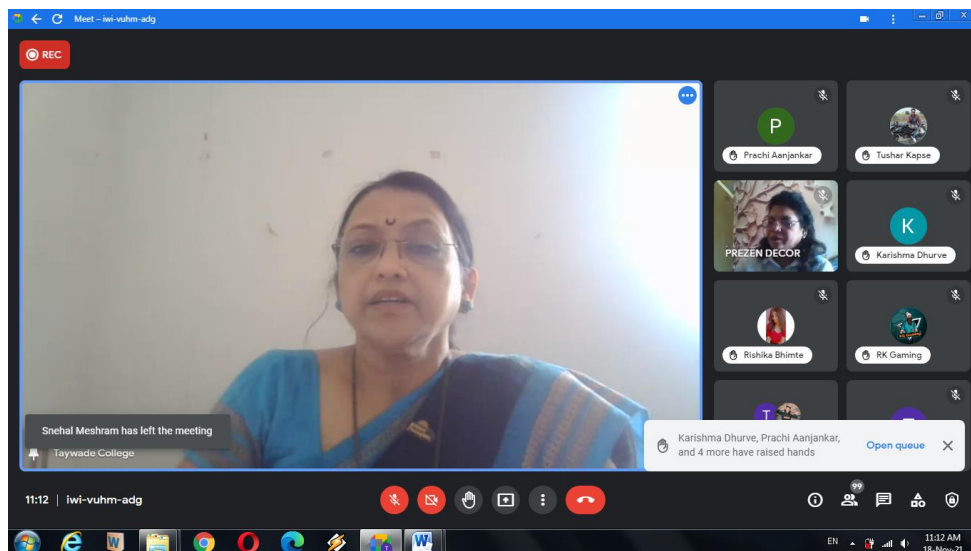 Meet – iwi-vuhm-adg
REC
P
Prachi Aanjankar
Tushar Kapse
PREZEN DECOR
K
Karishma Dhurve
Rishika Bhimte
RK Gaming
T
Snehal Meshram has left the meeting
Taywade College
Karishma Dhurve, Prachi Aanjankar,
and 4 more have raised hands
Open queue
11:12 | iwi-vuhm-adg
99
EN
11:12 AM
18-Nov-21